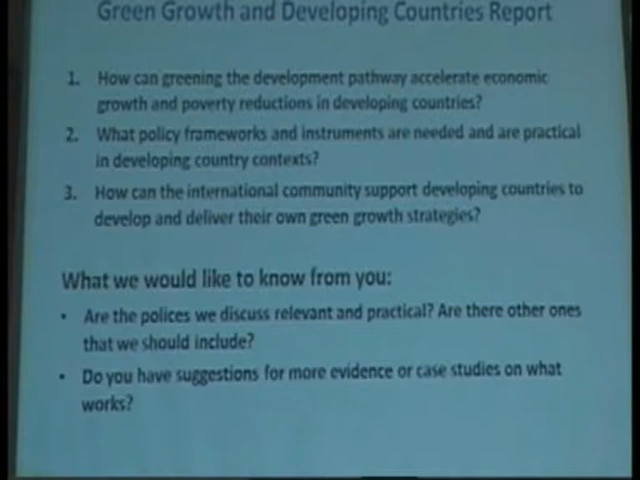 Green Growth and Developing Countries Report
1. How can greening the development pathway accelerate economic
growth and poverty reductions in developing countries?
2. What policy frameworks and instruments are needed and are practical
in developing country contexts?
3. How can the international community support developing countries to
develop and deliver their own green growth strategies?
What we would like to know from you:
• Are the polices we discuss relevant and practical? Are there other ones
that we should include?
• Do you have suggestions for more evidence or case studies on what
works?